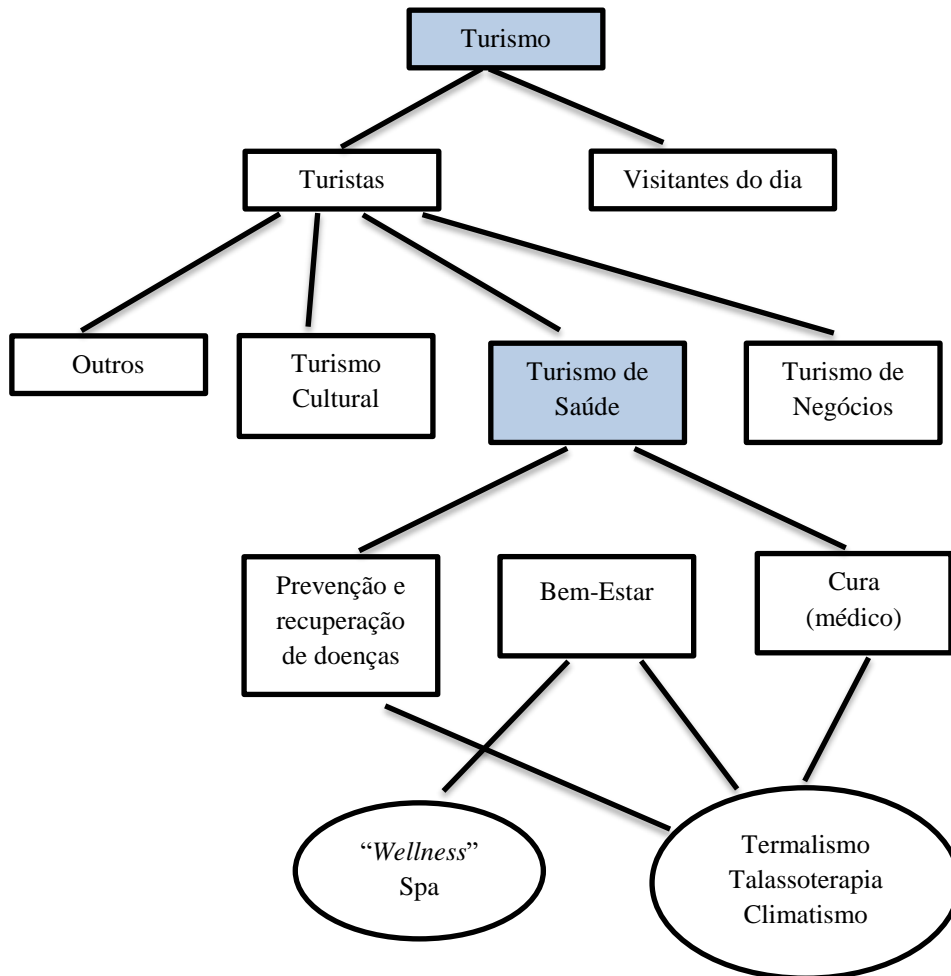 Turismo
Turistas
Visitantes do dia
Outros
Turismo
Cultural
Turismo de
Saúde
Turismo de
Negócios
Prevenção e
recuperação
de doenças
Bem-Estar
Cura
(médico)
“Wellness”
Spa
Termalismo
Talassoterapia
Climatismo